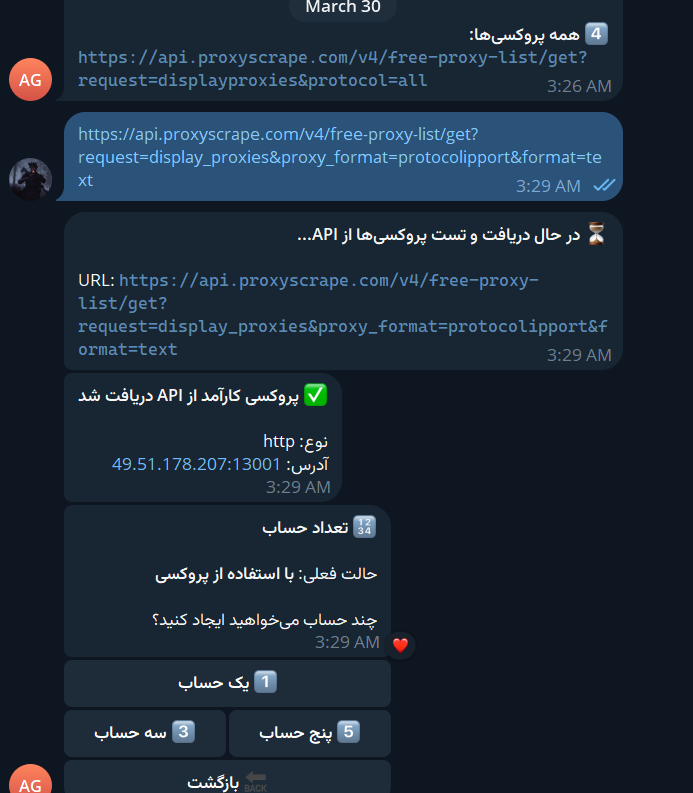 March 30
4️⃣ همه پروکسی‌ها:
https://api.proxyscrape.com/v4/free-proxy-list/get?
request=displayproxies&protocol=all
3:26 AM
AG
https://api.proxyscrape.com/v4/free-proxy-list/get?
request=display_proxies&proxy_format=protocolipport&format=te
xt
3:29 AM
⏳ در حال دریافت و تست پروکسی‌ها از API...
URL: https://api.proxyscrape.com/v4/free-proxy-
list/get?
request=display_proxies&proxy_format=protocolipport&f
ormat=text
3:29 AM
✅ پروکسی کارآمد از API دریافت شد
نوع: http
آدرس: 49.51.178.207:13001
3:29 AM
🔢 تعداد حساب
حالت فعلی: با استفاده از پروکسی
چند حساب می‌خواهید ایجاد کنید؟
3:29 AM
1️⃣ یک حساب
5️⃣ پنج حساب
3️⃣ سه حساب
🔙 بازگشت
AG